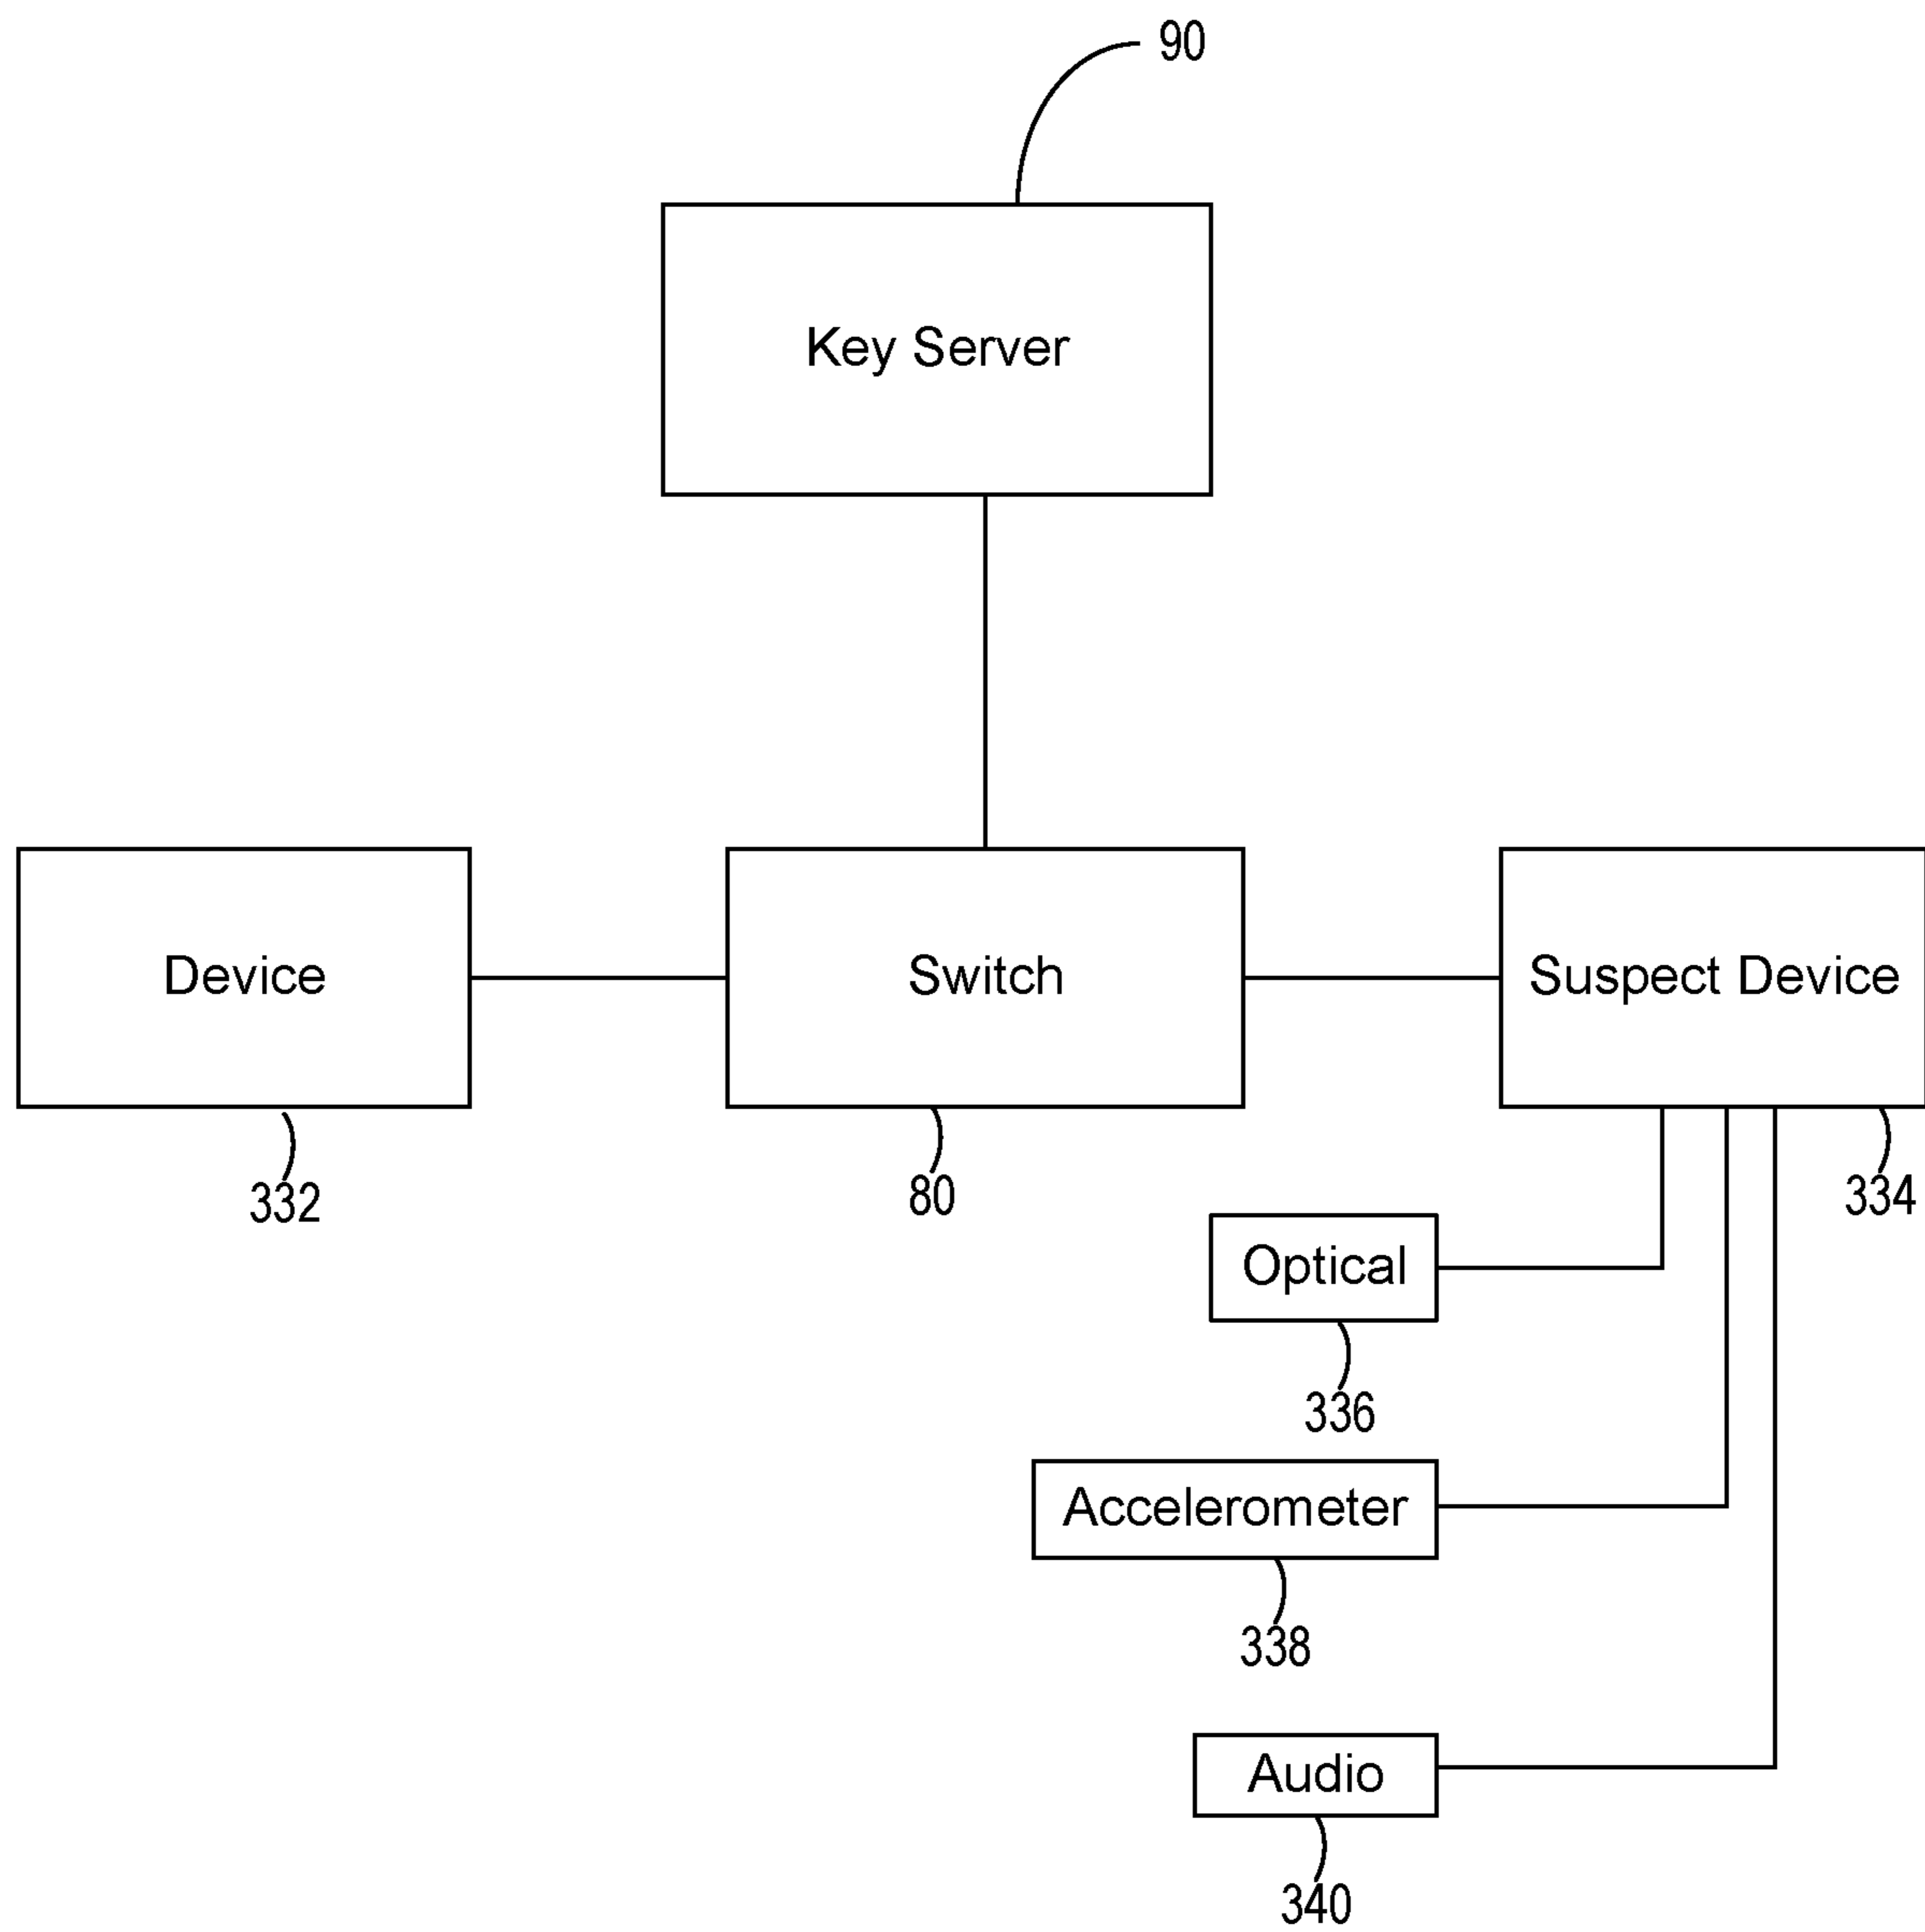 90
Key Server
Device
Switch
Suspect Device
332
80
334
Optical
336
Accelerometer
338
Audio
340